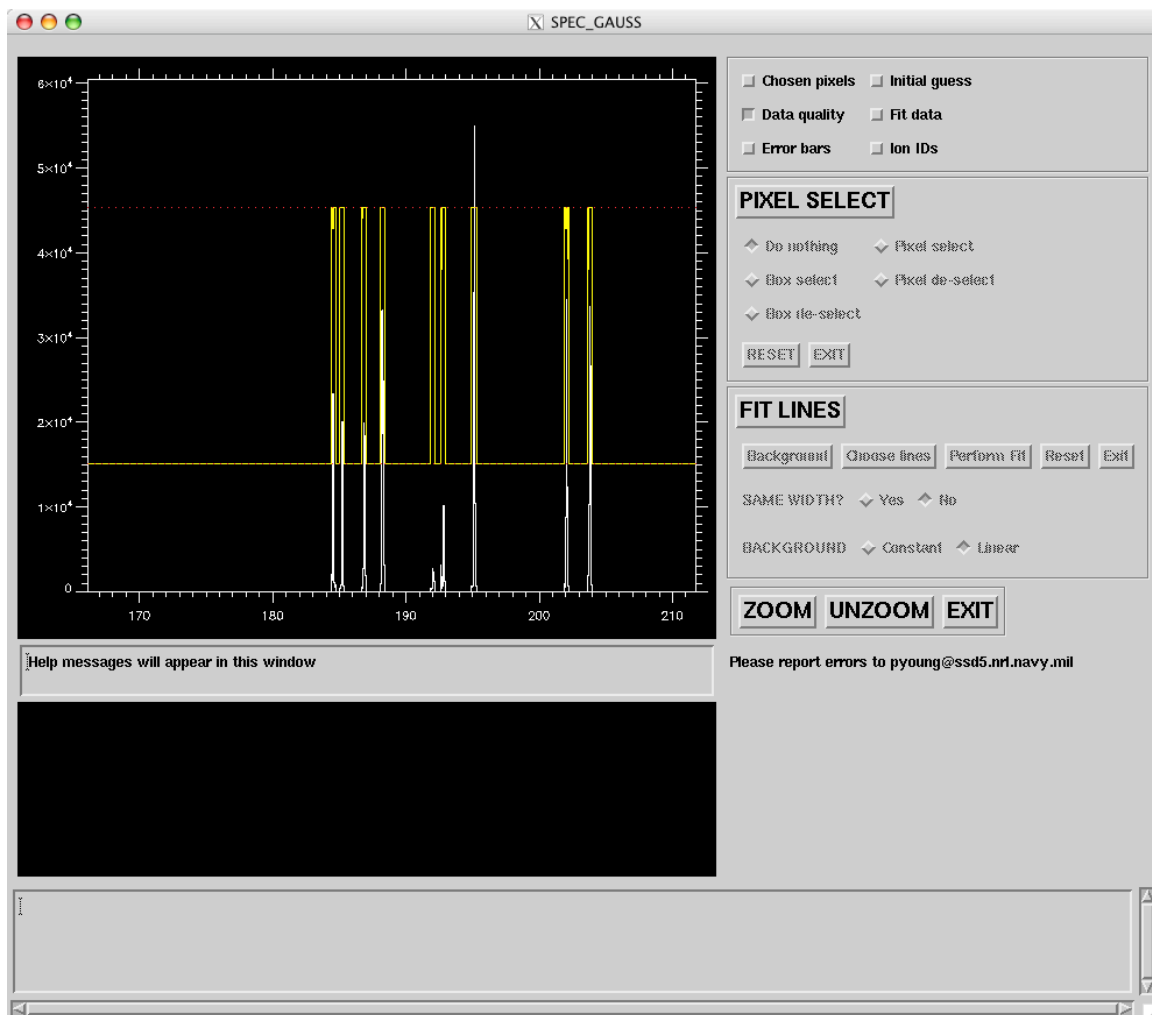 SPEC_GAUSS
6×10⁴
5×10⁴
4×10⁴
3×10⁴
2×10⁴
1×10⁴
0
170 180 190 200 210
Chosen pixels Initial guess
Data quality Fit data
Error bars Ion IDs
PIXEL SELECT
Do nothing Pixel select
Box select Pixel de-select
Box de-select
RESET EXIT
FIT LINES
Background Choose lines Perform Fit Reset Exit
SAME WIDTH? Yes No
BACKGROUND Constant Linear
ZOOM UNZOOM EXIT
Help messages will appear in this window
Please report errors to pyoung@ssd5.nrl.navy.mil